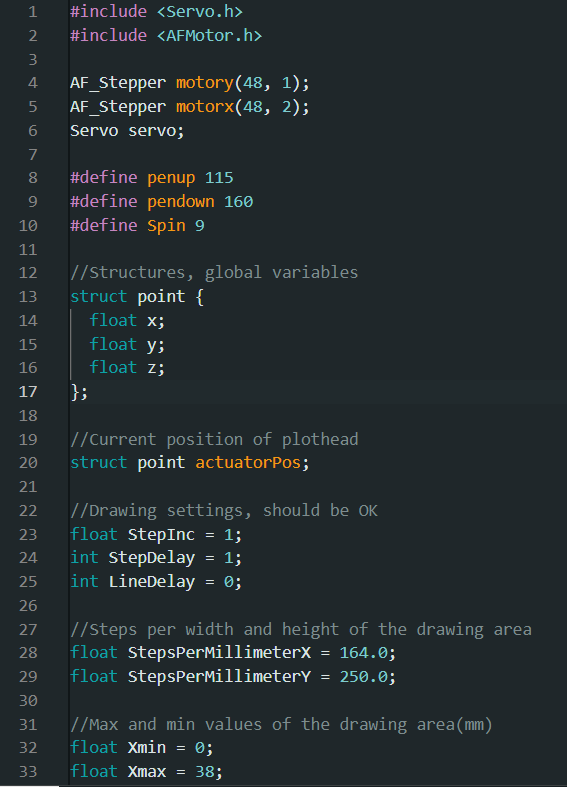 1 #include <Servo.h>
2 #include <AFMotor.h>
3
4 AF_Stepper motory(48, 1);
5 AF_Stepper motorx(48, 2);
6 Servo servo;
7
8 #define penup 115
9 #define pendown 160
10 #define Spin 9
11
12 //Structures, global variables
13 struct point {
14   float x;
15   float y;
16   float z;
17 };
18
19 //Current position of plothead
20 struct point actuatorPos;
21
22 //Drawing settings, should be OK
23 float StepInc = 1;
24 int StepDelay = 1;
25 int LineDelay = 0;
26
27 //Steps per width and height of the drawing area
28 float StepsPerMillimeterX = 164.0;
29 float StepsPerMillimeterY = 250.0;
30
31 //Max and min values of the drawing area(mm)
32 float Xmin = 0;
33 float Xmax = 38;